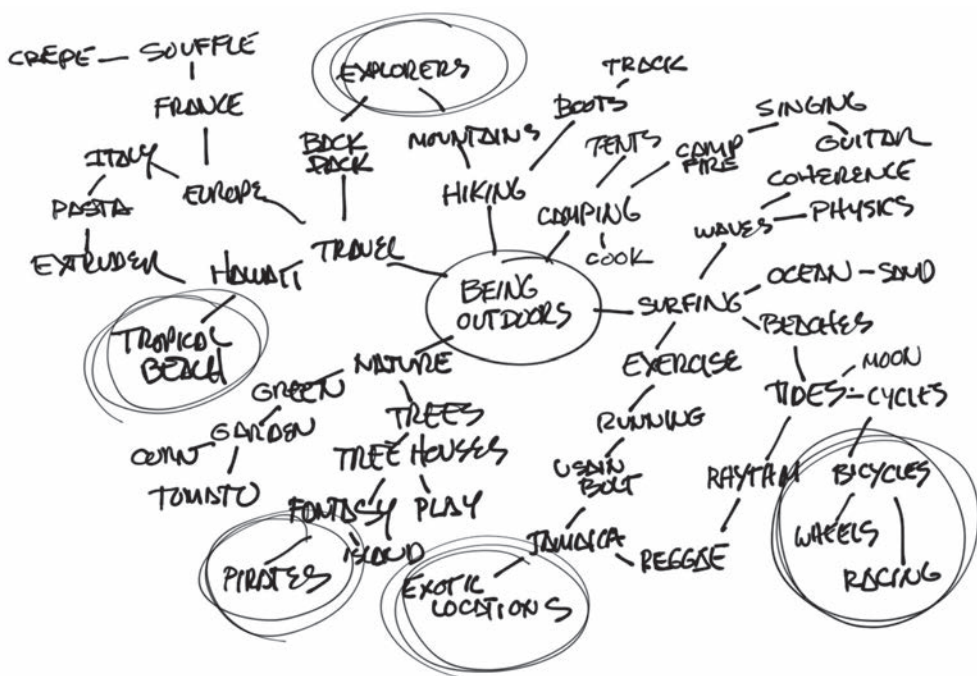 CREPE — SOUFFLE
FRANCE
ITALY
PASTA
EUROPE
EXTRUDER
HAWAII
TRAVEL
TROPICAL
BEACH
EXPLORERS
BACK
PACK
MOUNTAINS
HIKING
BOOTS
TRACK
TENTS
CAMPING
COOK
CAMP
FIRE
SINGING
GUITAR
BEING
OUTDOORS
WAVES
COHERENCE
PHYSICS
SURFING
OCEAN — SAND
BEACHES
TIDES
MOON
CYCLES
BICYCLES
WHEELS
RACING
EXERCISE
RUNNING
USAIN
BOLT
JAMAICA
REGGAE
RHYTHM
EXOTIC
LOCATIONS
NATURE
GREEN
GARDEN
TOMATO
TREES
TREE HOUSES
PLAY
FANTASY
ISLAND
PIRATES